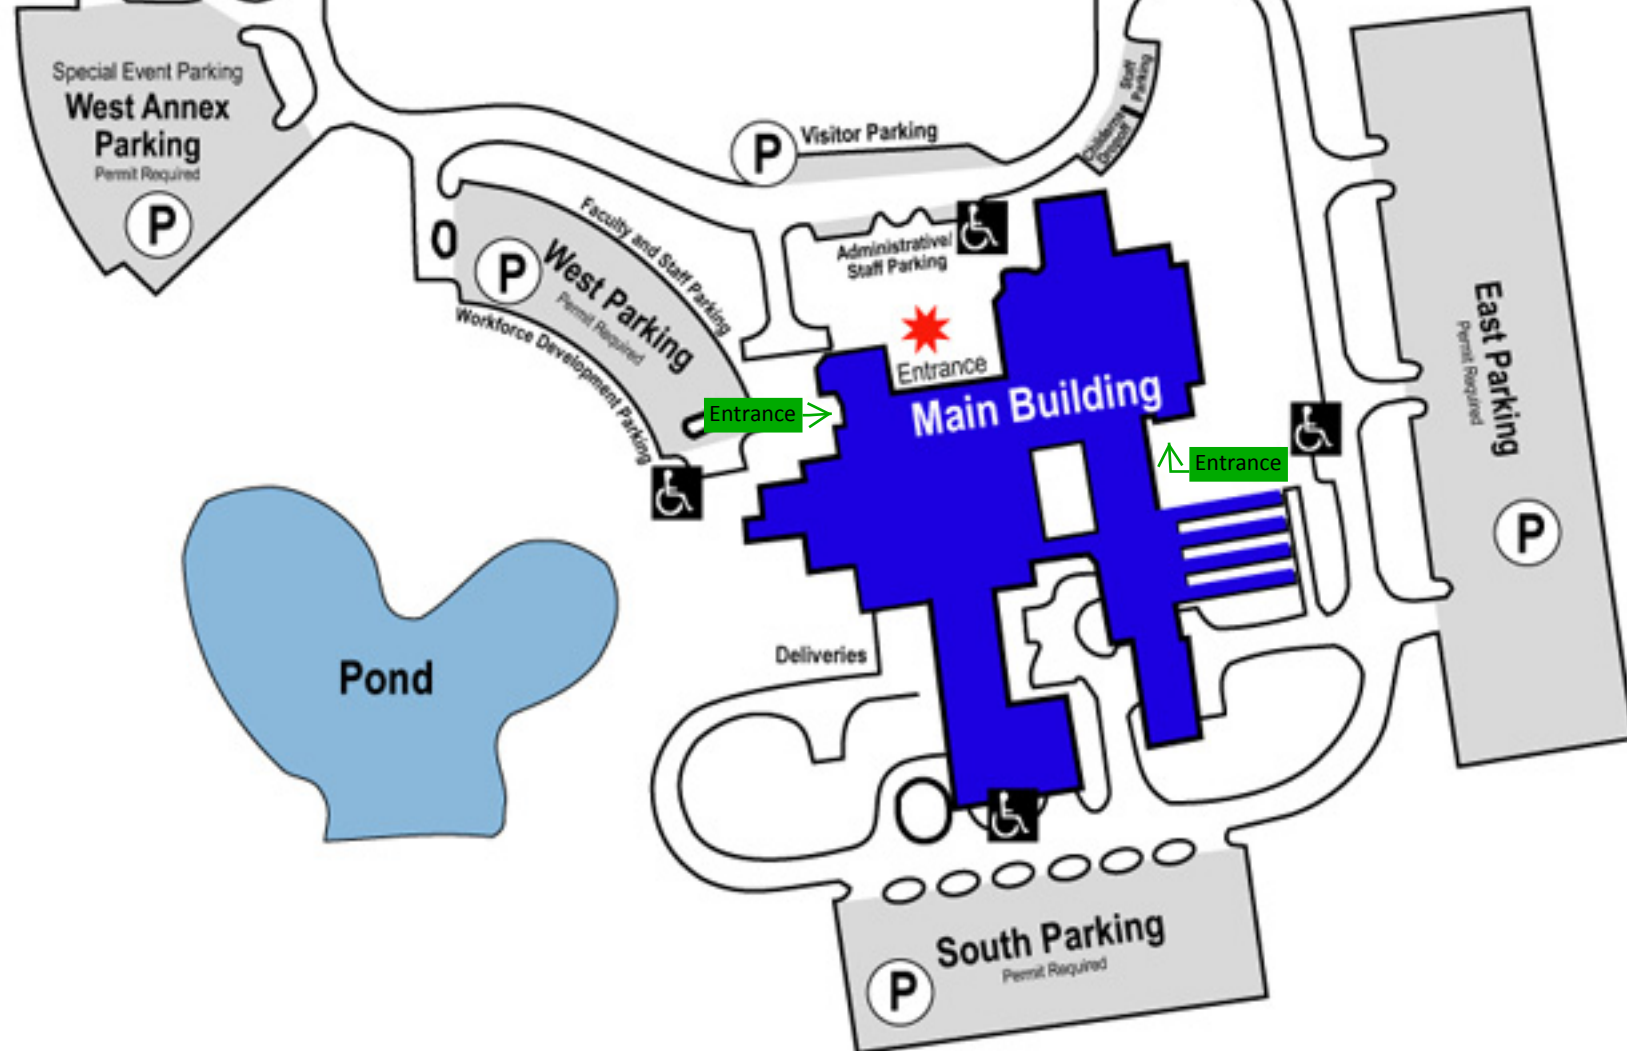 Special Event Parking
West Annex
Parking
Permit Required
P
P
Visitor Parking
Staff
Parking
Childrens
Dropoff
Faculty and Staff Parking
P
West Parking
Permit Required
Workforce Development Parking
Administrative/
Staff Parking
Entrance
Entrance
Main Building
Entrance
East Parking
Permit Required
P
Pond
Deliveries
South Parking
Permit Required
P